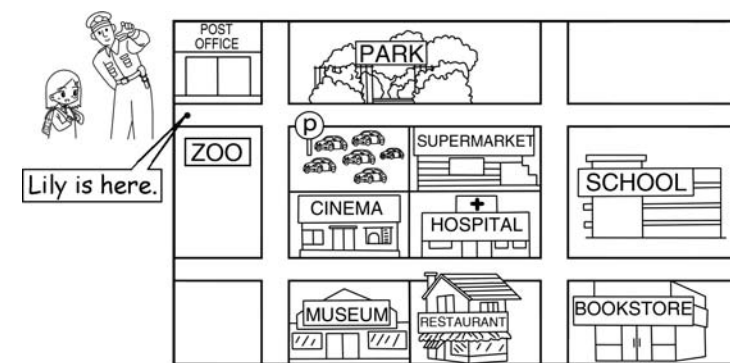 POST
OFFICE
PARK
P
ZOO
SUPERMARKET
Lily is here.
SCHOOL
CINEMA
HOSPITAL
MUSEUM
RESTAURANT
BOOKSTORE